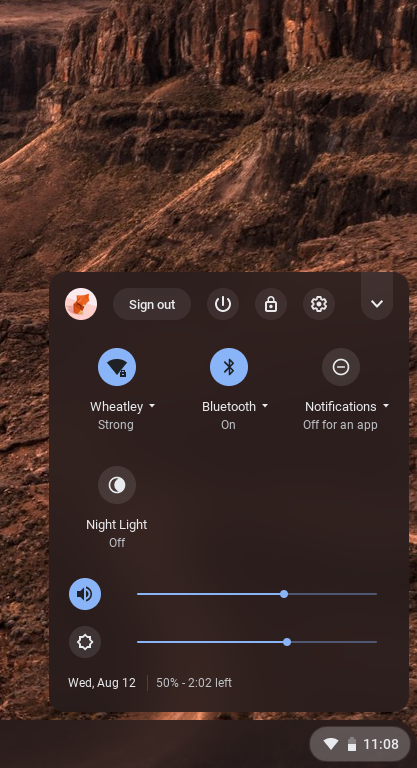 Sign out
Wheatley
Strong
Bluetooth
On
Notifications
Off for an app
Night Light
Off
Wed, Aug 12
50% - 2:02 left
11:08